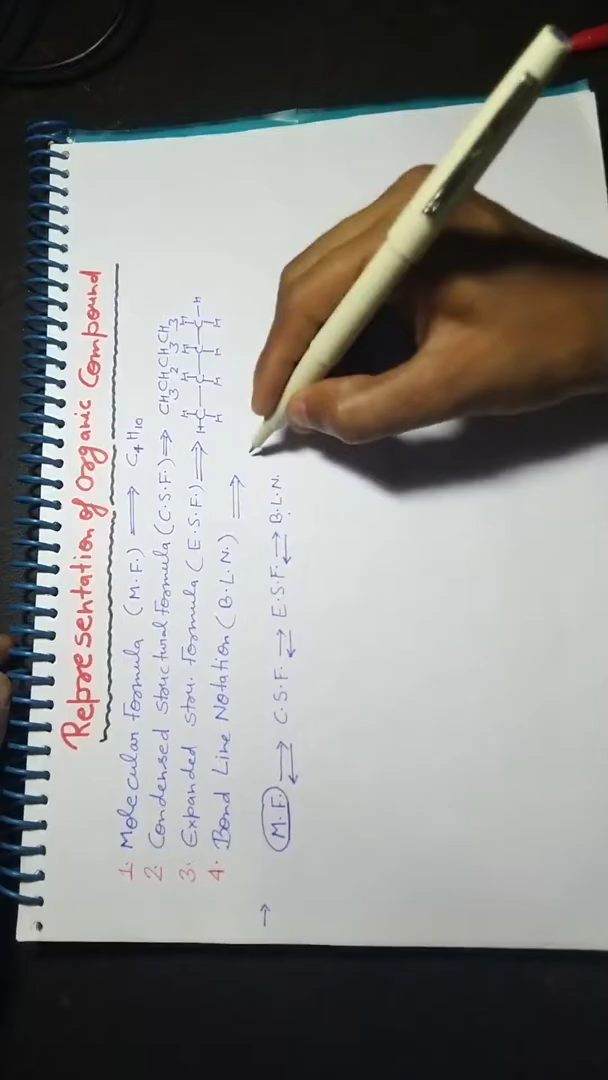 Representation of Organic Compound
1. Molecular formula (M.F.) ⟶ C₄H₁₀
2. Condensed structural formula (C.S.F.) ⇒ CH₃CH₂CH₃CH₃
3. Expanded stru. formula (E.S.F.) ⟹ H-C-C-C-C-H
H H H H
H H H H
4. Bond Line Notation (B.L.N.) ⟹
→ M.F. ⇌ C.S.F. ⇌ E.S.F. ⇌ B.L.N.